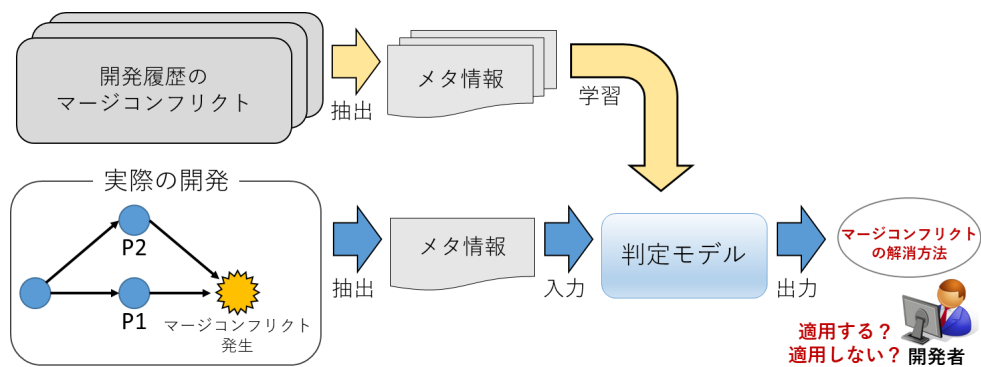 開発履歴の
マージコンフリクト
抽出
メタ情報
学習
実際の開発
P2
P1
マージコンフリクト
発生
抽出
メタ情報
入力
判定モデル
出力
マージコンフリクト
の解消方法
適用する？
適用しない？
開発者